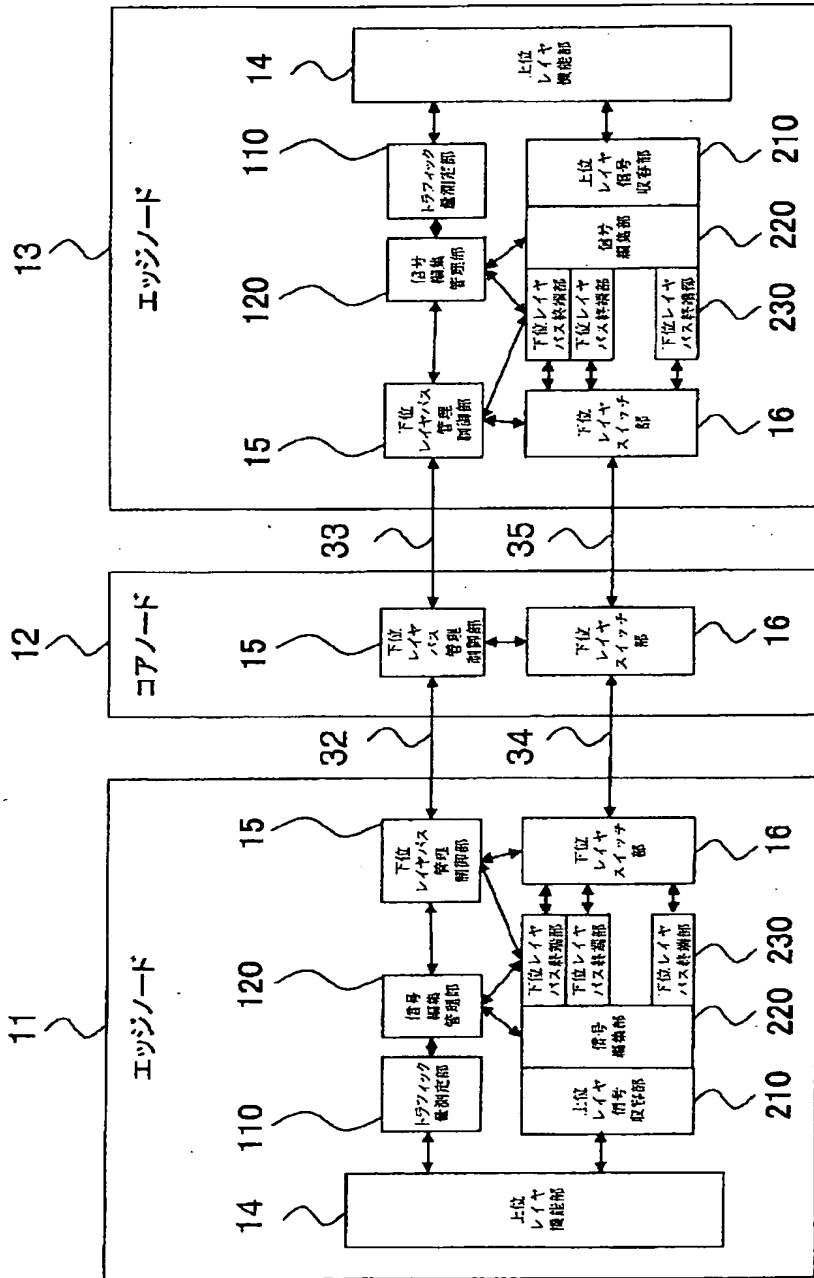 11
エッジノード
14
上位
レイヤ
機能部
110
トラフィック
量測定部
120
信号
編集
管理部
15
下位
レイヤパス
管理
制御部
210
上位
レイヤ
信号
収容部
220
信号
編集部
230
下位レイヤ
パス終端部
下位レイヤ
パス終端部
下位レイヤ
パス終端部
16
下位
レイヤ
スイッチ
部
32
34
12
コアノード
15
下位
レイヤ
パス
管理
制御部
16
下位
レイヤ
スイッチ
部
33
35
13
エッジノード
15
下位
レイヤパス
管理
制御部
120
信号
編集
管理部
110
トラフィック
量測定部
14
上位
レイヤ
機能部
16
下位
レイヤ
スイッチ
部
230
下位レイヤ
パス終端部
下位レイヤ
パス終端部
下位レイヤ
パス終端部
220
信号
編集部
210
上位
レイヤ
信号
収容部